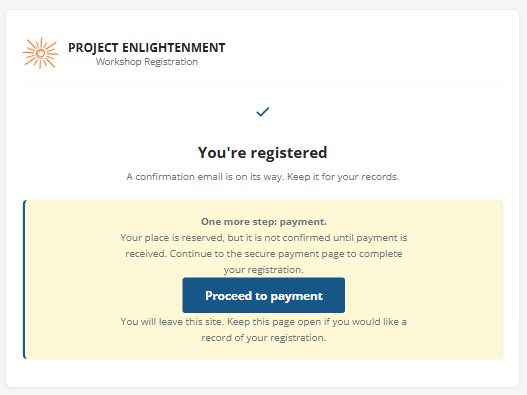 PROJECT ENLIGHTENMENT
Workshop Registration
You're registered
A confirmation email is on its way. Keep it for your records.
One more step: payment.
Your place is reserved, but it is not confirmed until payment is
received. Continue to the secure payment page to complete
your registration.
Proceed to payment
You will leave this site. Keep this page open if you would like a
record of your registration.